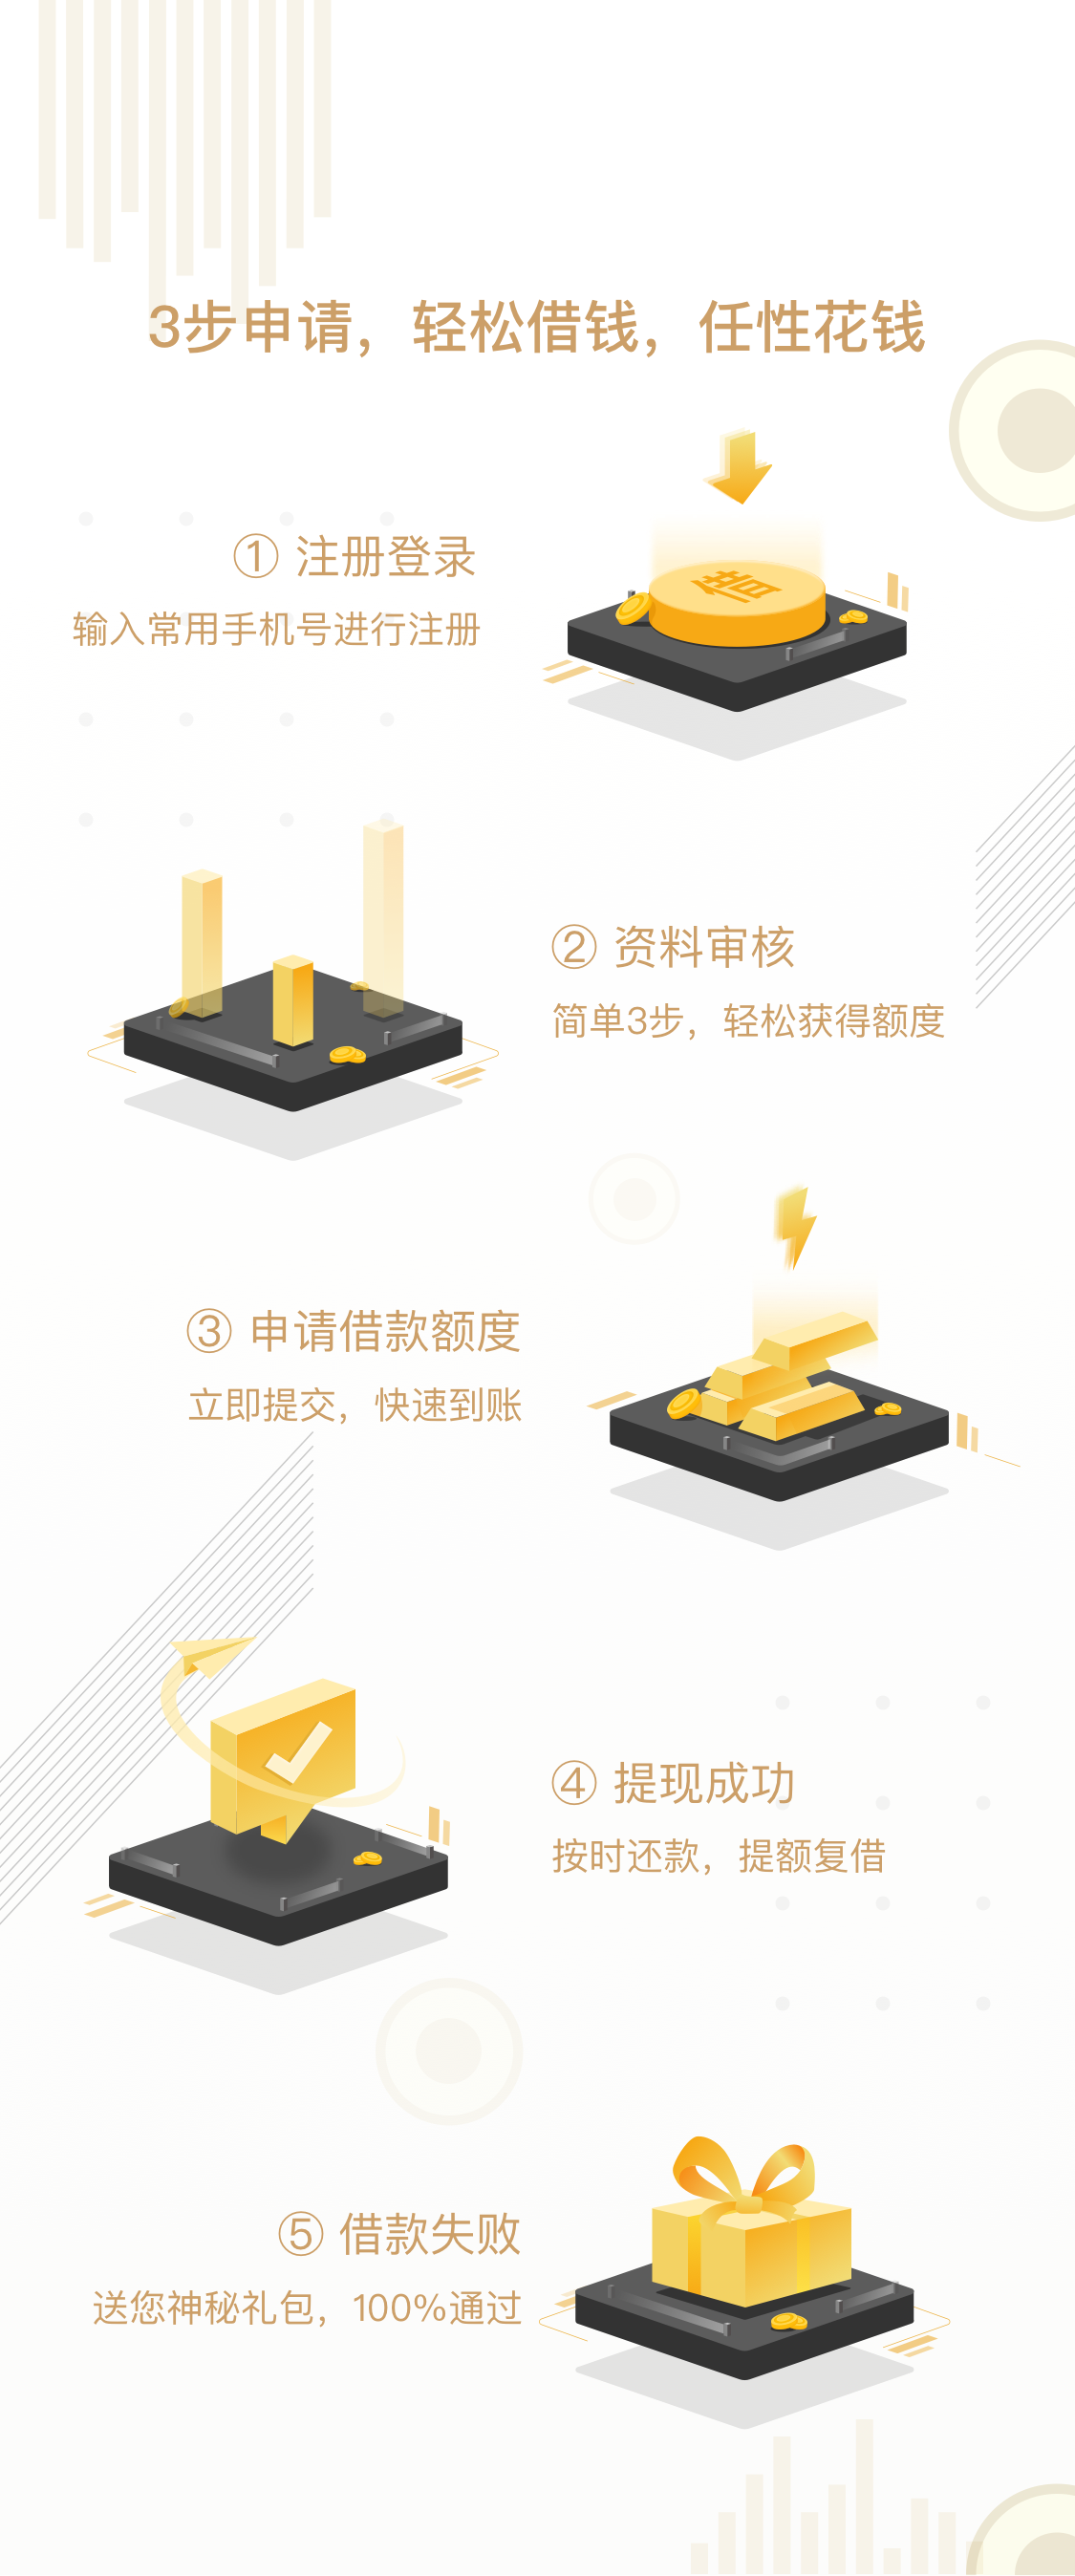 3步申请，轻松借钱，任性花钱
① 注册登录
输入常用手机号进行注册
② 资料审核
简单3步，轻松获得额度
③ 申请借款额度
立即提交，快速到账
④ 提现成功
按时还款，提额复借
⑤ 借款失败
送您神秘礼包，100%通过